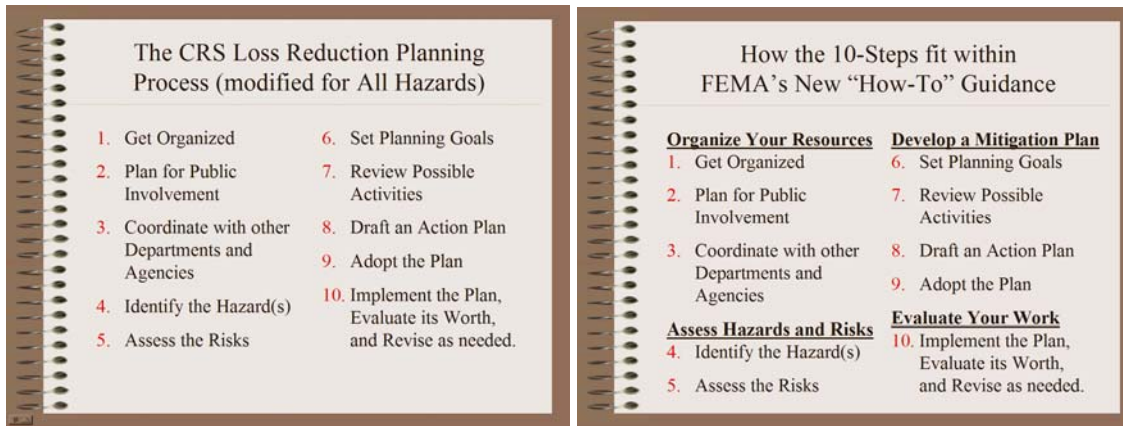 The CRS Loss Reduction Planning
Process (modified for All Hazards)
1. Get Organized
2. Plan for Public
Involvement
3. Coordinate with other
Departments and
Agencies
4. Identify the Hazard(s)
5. Assess the Risks
6. Set Planning Goals
7. Review Possible
Activities
8. Draft an Action Plan
9. Adopt the Plan
10. Implement the Plan,
Evaluate its Worth,
and Revise as needed.
How the 10-Steps fit within
FEMA’s New “How-To” Guidance
Organize Your Resources
1. Get Organized
2. Plan for Public
Involvement
3. Coordinate with other
Departments and
Agencies
Assess Hazards and Risks
4. Identify the Hazard(s)
5. Assess the Risks
Develop a Mitigation Plan
6. Set Planning Goals
7. Review Possible
Activities
8. Draft an Action Plan
9. Adopt the Plan
Evaluate Your Work
10. Implement the Plan,
Evaluate its Worth,
and Revise as needed.